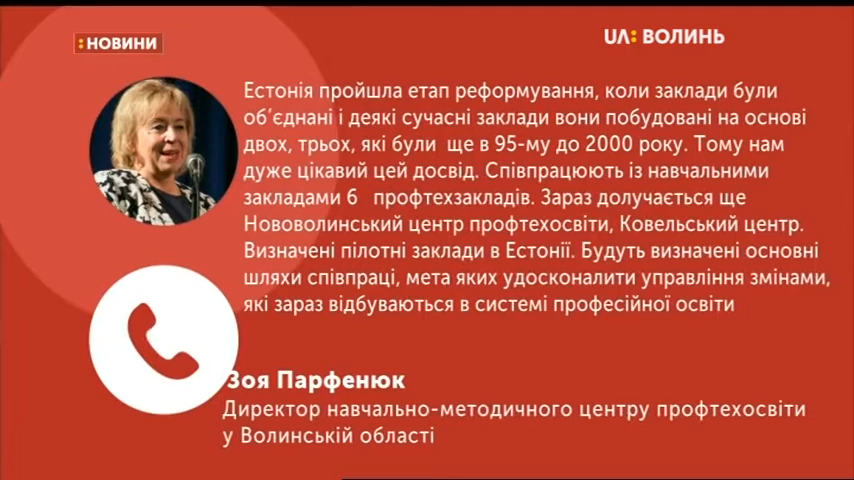 :НОВИНИ
UA: ВОЛИНЬ
Естонія пройшла етап реформування, коли заклади були
об’єднані і деякі сучасні заклади вони побудовані на основі
двох, трьох, які були ще в 95-му до 2000 року. Тому нам
дуже цікавий цей досвід. Співпрацюють із навчальними
закладами 6 профтехзакладів. Зараз долучається ще
Нововолинський центр профтехосвіти, Ковельський центр.
Визначені пілотні заклади в Естонії. Будуть визначені основні
шляхи співпраці, мета яких удосконалити управління змінами,
які зараз відбуваються в системі професійної освіти
Зоя Парфенюк
Директор навчально-методичного центру профтехосвіти
у Волинській області